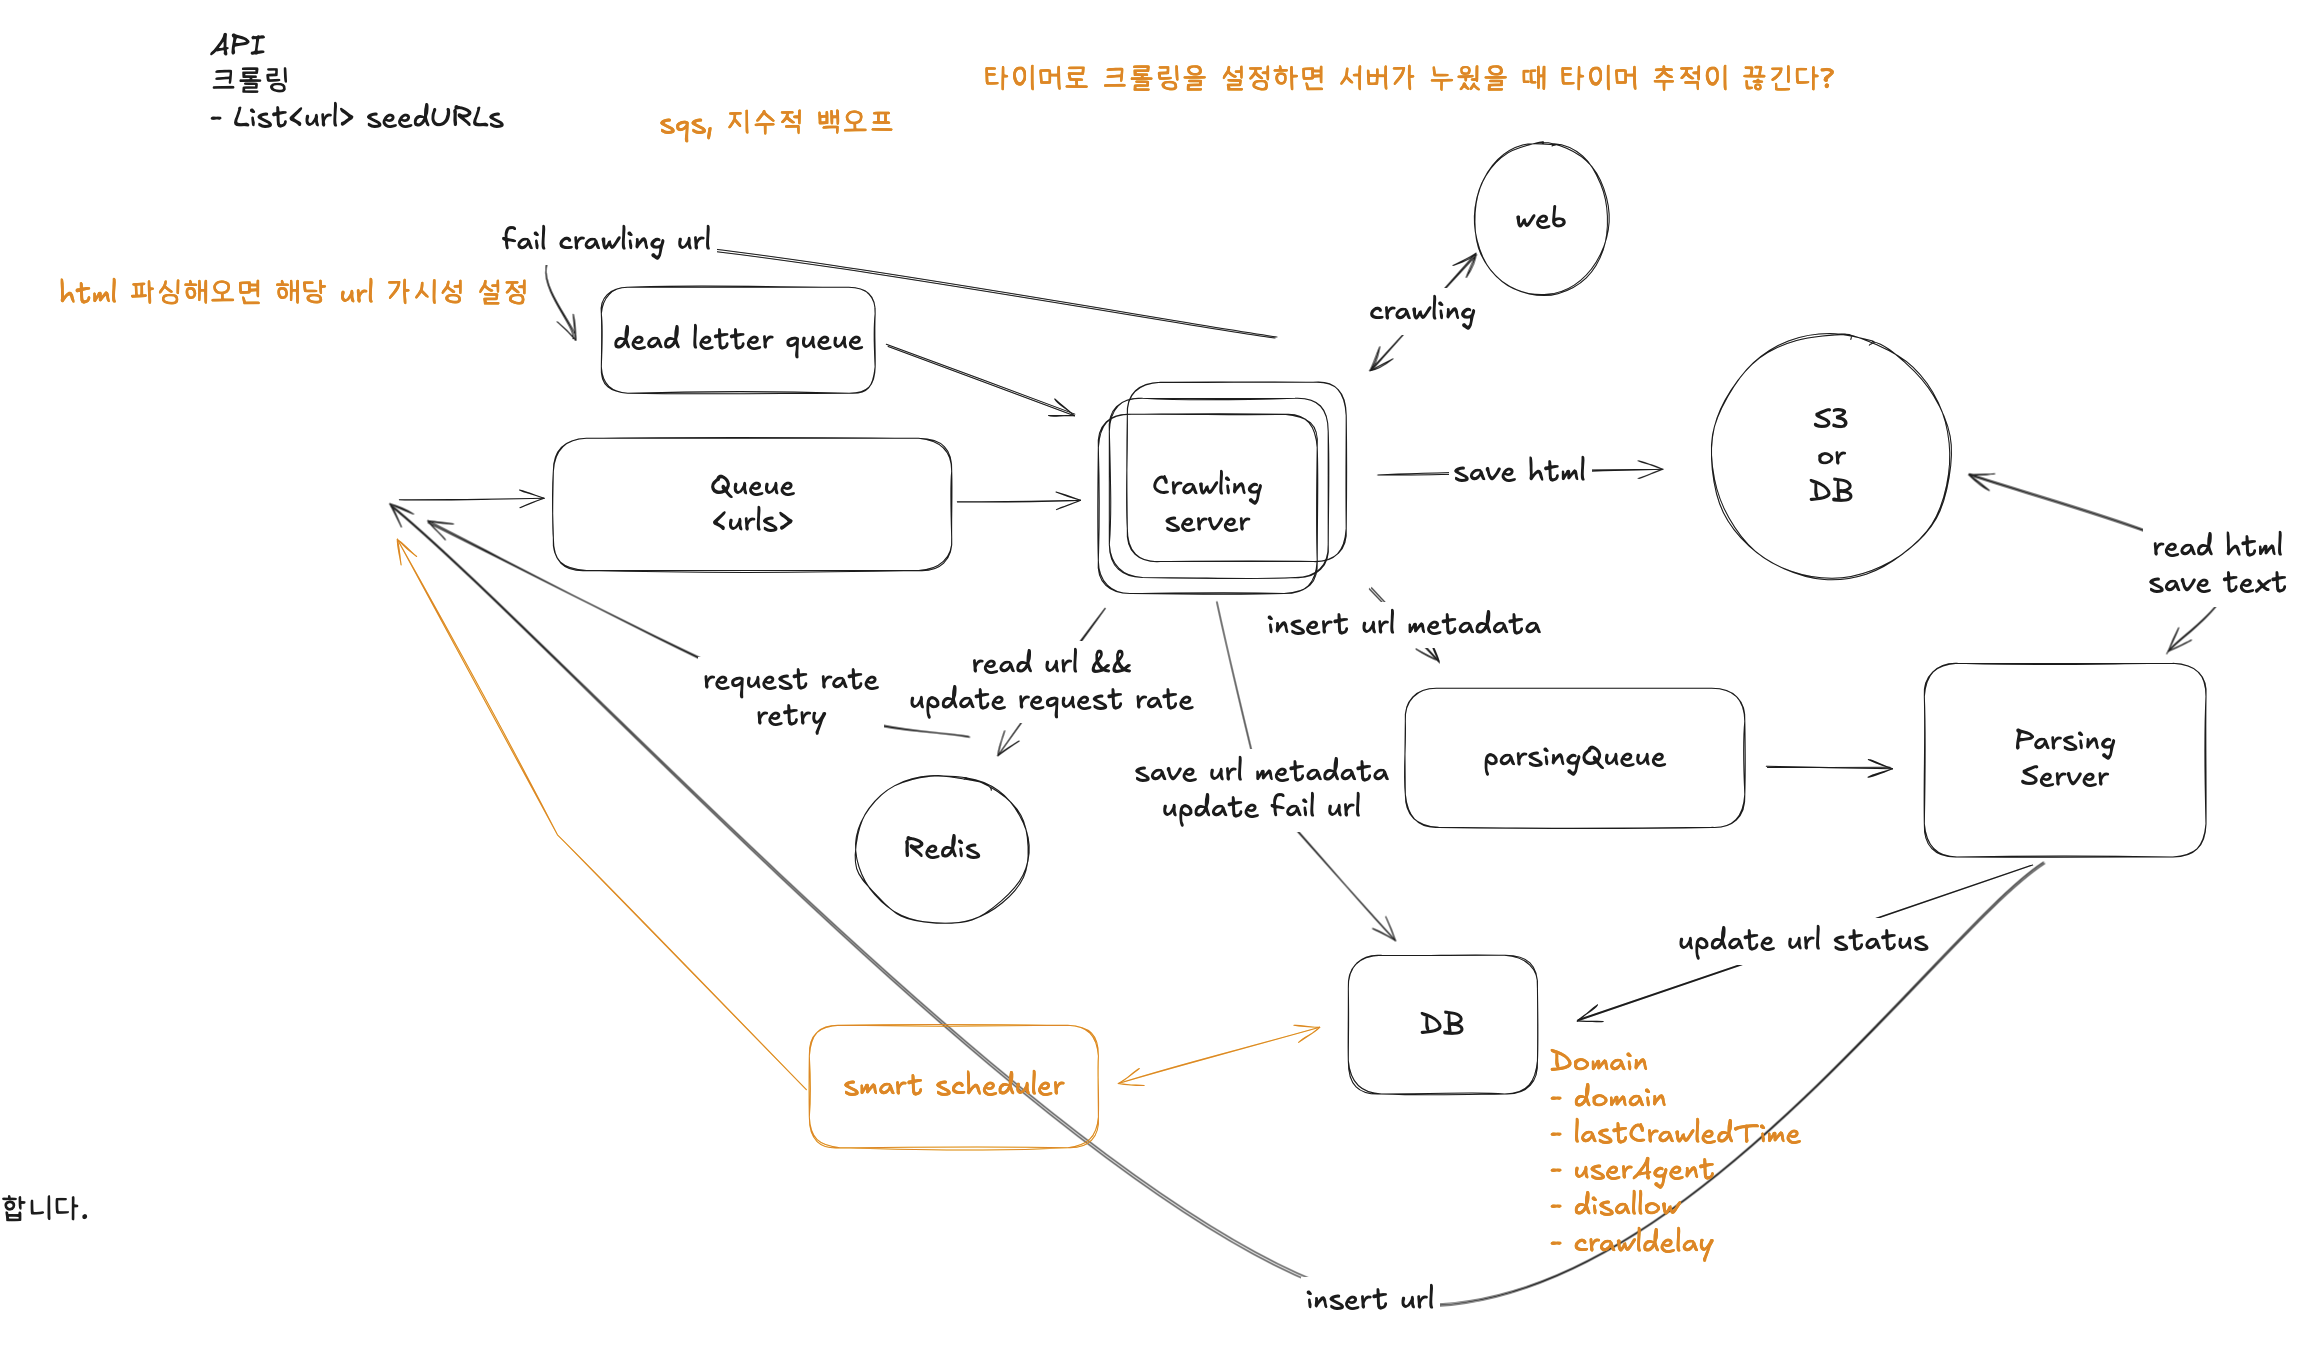 API
크롤링
- List<url> seedURLs
타이머로 크롤링을 설정하면 서버가 누웠을 때 타이머 추적이 끊긴다?
sqs, 지수적 백오프
web
fail crawling url
html 파싱해오면 해당 url 가시성 설정
crawling
dead letter queue
S3
or
DB
Queue
<urls>
Crawling
server
save html
read html
save text
insert url metadata
read url &&
update request rate
request rate
retry
save url metadata
update fail url
parsingQueue
Parsing
Server
Redis
update url status
DB
smart scheduler
Domain
- domain
- lastCrawledTime
- userAgent
- disallow
- crawldelay
합니다.
insert url